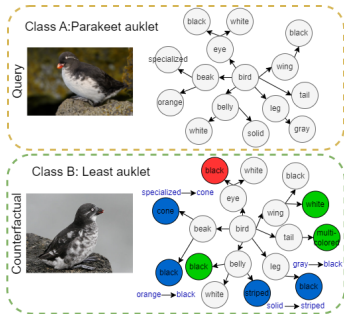 Class A:Parakeet auklet
Query
black
white
eye
black
specialized
wing
beak
bird
tail
orange
belly
leg
white
solid
gray
Class B: Least auklet
Counterfactual
black
white
specialized→cone
eye
black
cone
wing
white
beak
bird
tail
multi-
colored
black
black
belly
leg
gray→black
orange→black
white
striped
black
solid→striped